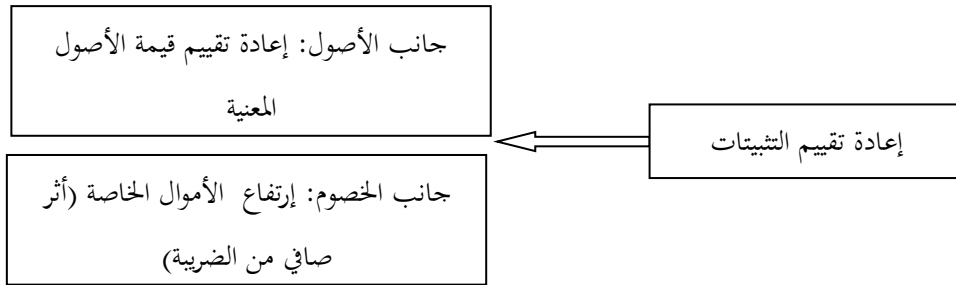 جانب الأصول: إعادة تقييم قيمة الأصول
المعنية
إعادة تقييم التثبيتات
جانب الخصوم: إرتفاع الأموال الخاصة (أثر
صافي من الضريبة)